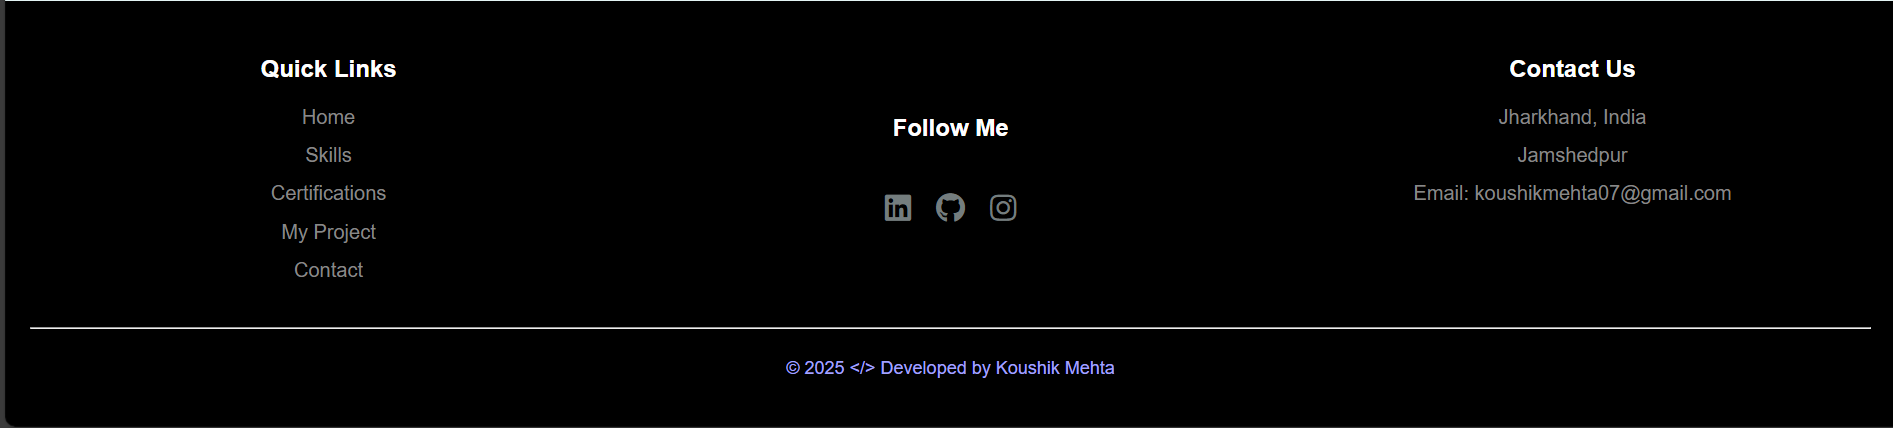 Quick Links
Home
Skills
Certifications
My Project
Contact
Follow Me
in
Contact Us
Jharkhand, India
Jamshedpur
Email: koushikmehta07@gmail.com
© 2025 </> Developed by Koushik Mehta